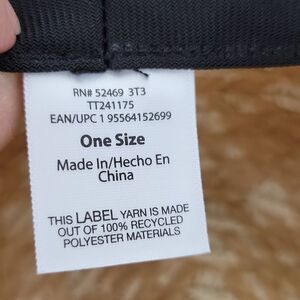 RN# 52469 3T3
TT241175
EAN/UPC 1 95564152699
One Size
Made In/Hecho En
China
THIS LABEL YARN IS MADE
OUT OF 100% RECYCLED
POLYESTER MATERIALS